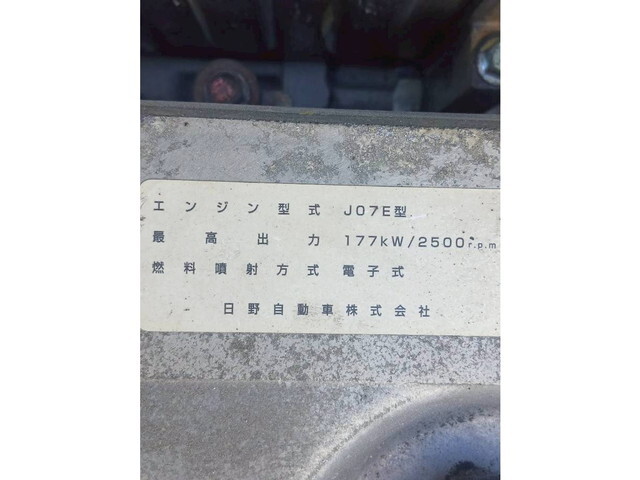 エンジン型式 J07E型
最高出力 177kW/2500r.p.m
燃料噴射方式 電子式
日野自動車株式会社